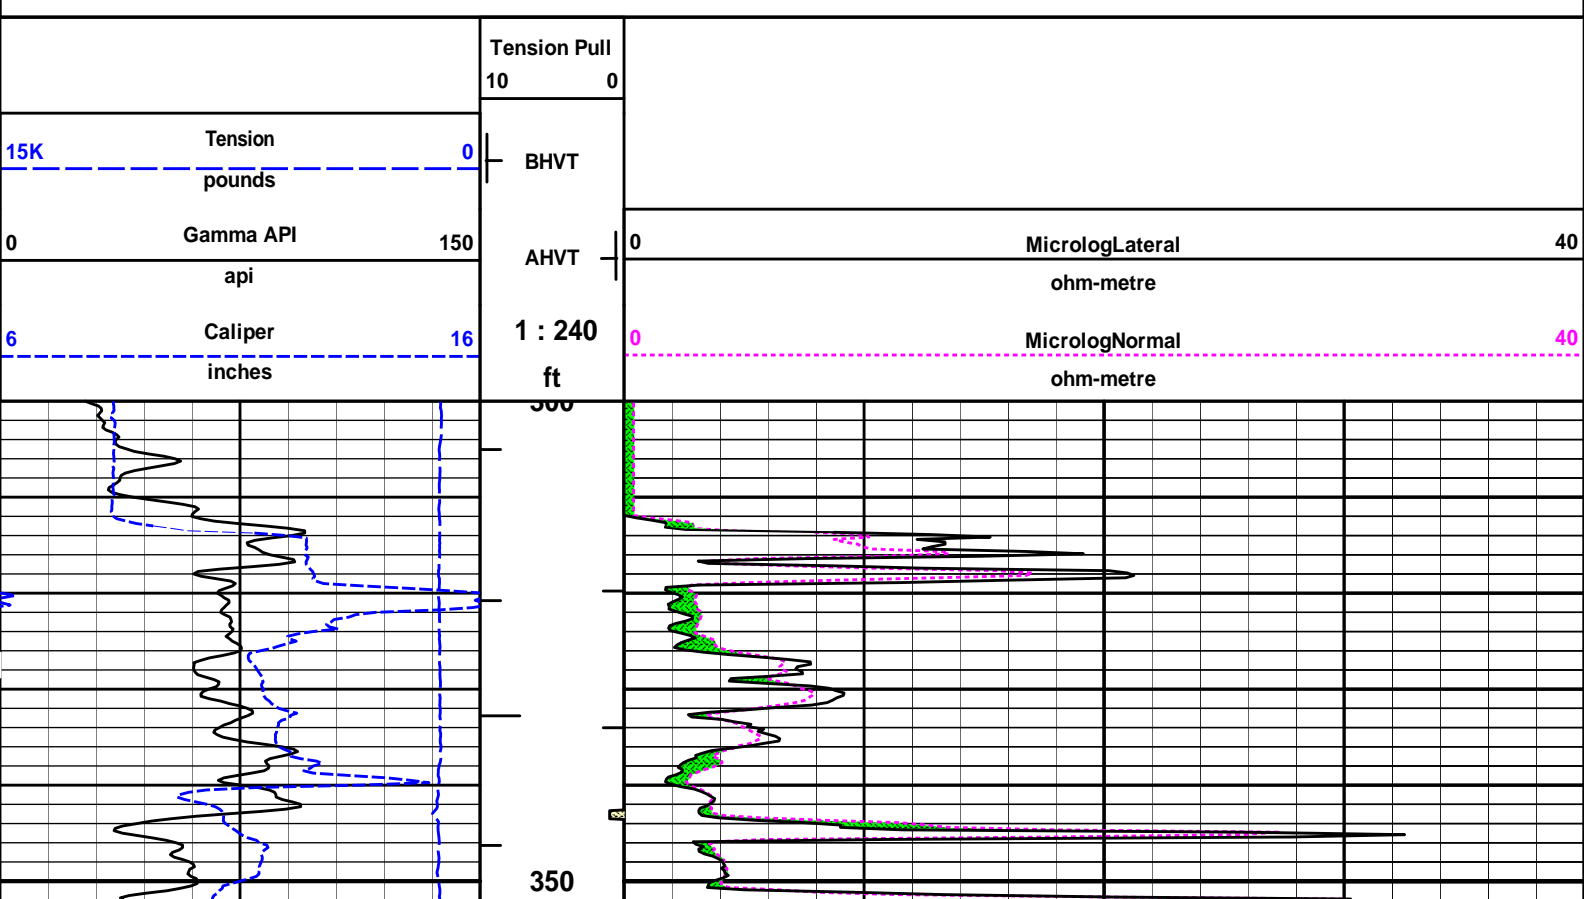 Tension Pull
10 0
Tension
15K 0
pounds
BHVT
Gamma API
0 150
api
AHVT
0 MicrologLateral 40
ohm-metre
Caliper
6 16
inches
1 : 240
ft
0 MicrologNormal 40
ohm-metre
300
350